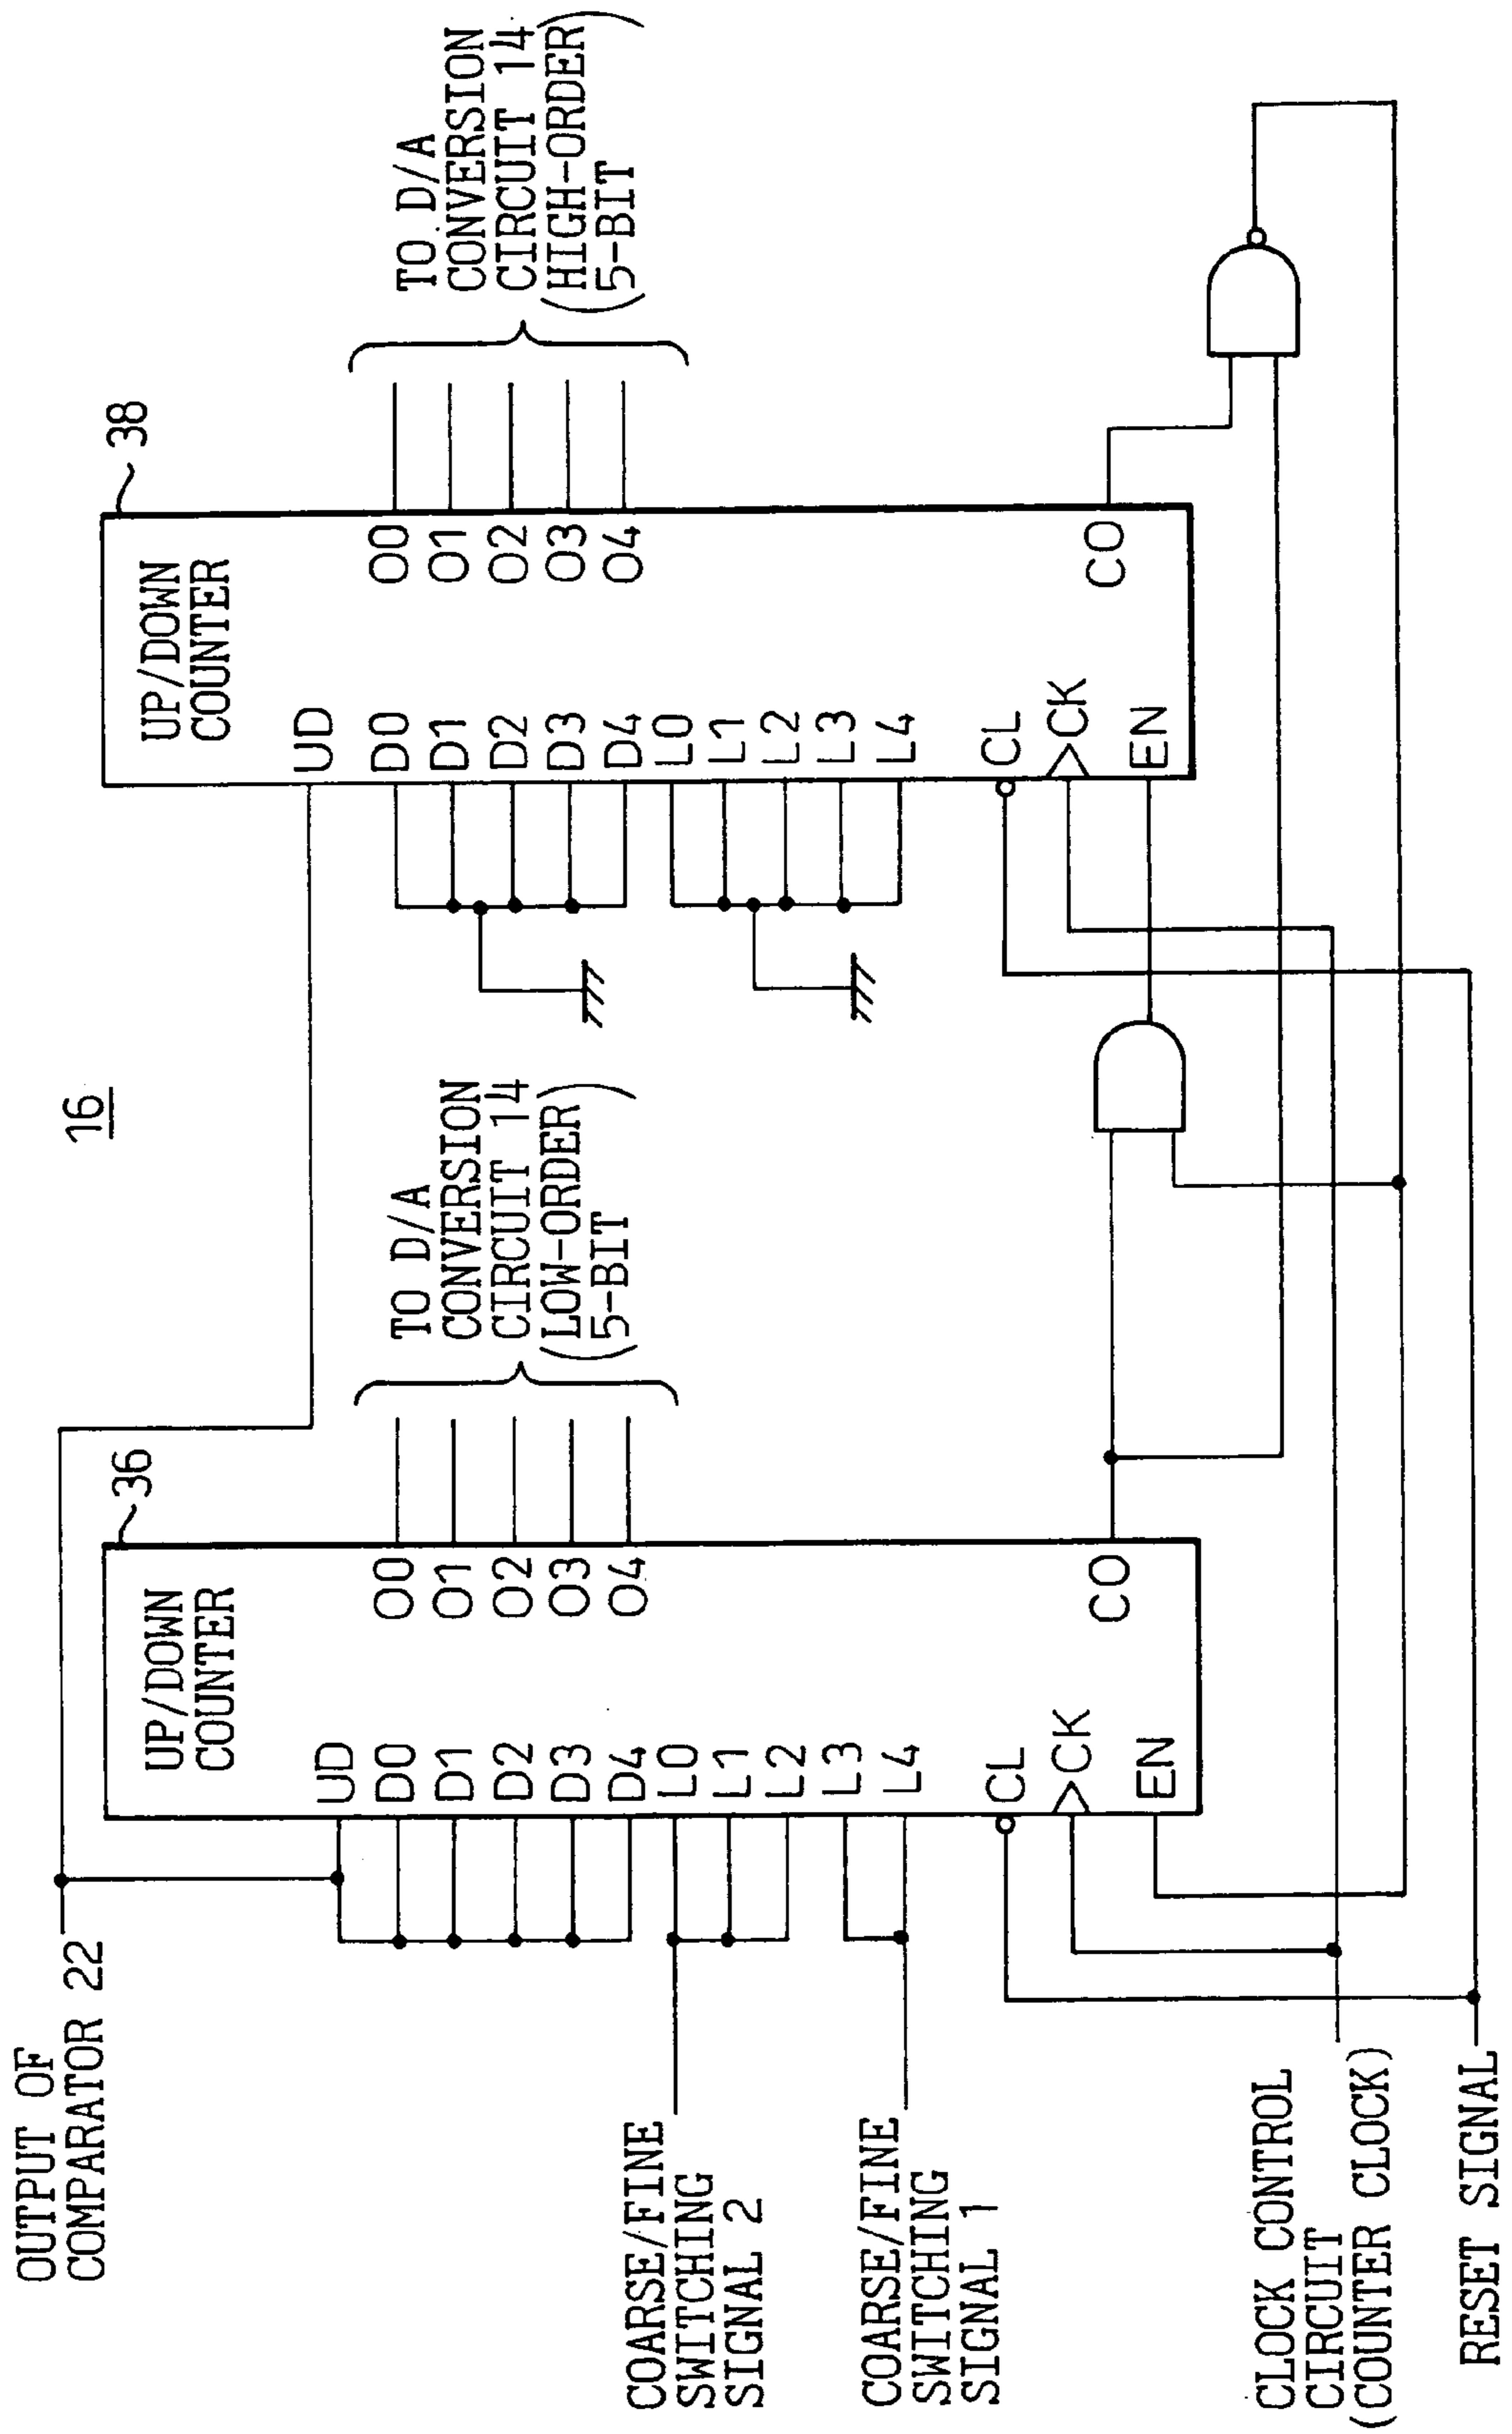 16
OUTPUT OF
COMPARATOR 22
36
UP/DOWN
COUNTER
UD
D0
D1
D2
D3
D4
L0
L1
L2
L3
L4
CL
CK
EN
O0
O1
O2
O3
O4
CO
TO D/A
CONVERSION
CIRCUIT 14
(LOW-ORDER
5-BIT)
38
UP/DOWN
COUNTER
UD
D0
D1
D2
D3
D4
L0
L1
L2
L3
L4
CL
CK
EN
O0
O1
O2
O3
O4
CO
TO D/A
CONVERSION
CIRCUIT 14
(HIGH-ORDER
5-BIT)
COARSE/FINE
SWITCHING
SIGNAL 2
COARSE/FINE
SWITCHING
SIGNAL 1
CLOCK CONTROL
CIRCUIT
(COUNTER CLOCK)
RESET SIGNAL